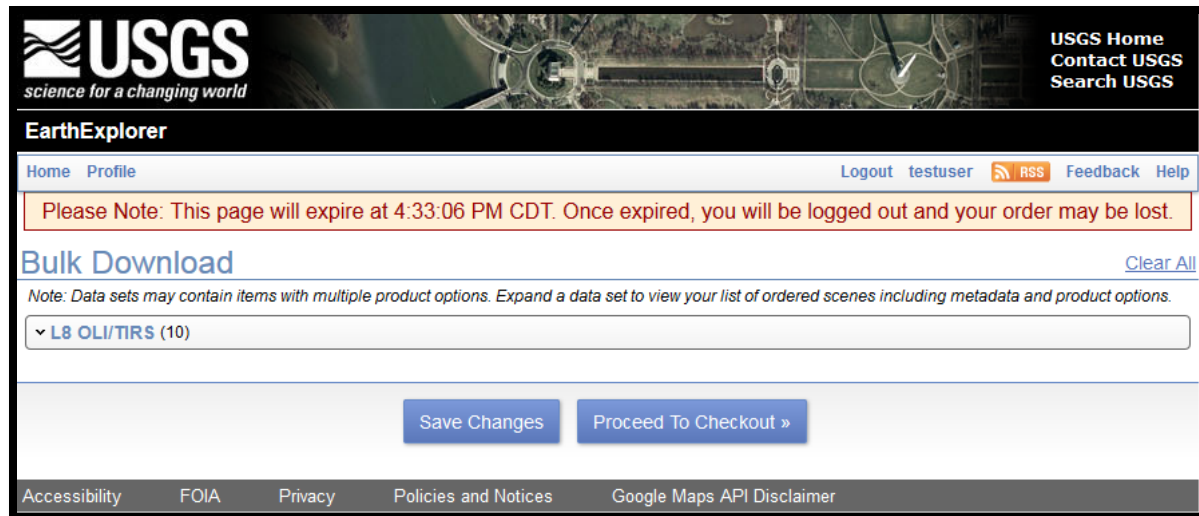 USGS
science for a changing world
USGS Home
Contact USGS
Search USGS
EarthExplorer
Home Profile Logout testuser RSS Feedback Help
Please Note: This page will expire at 4:33:06 PM CDT. Once expired, you will be logged out and your order may be lost.
Bulk Download Clear All
Note: Data sets may contain items with multiple product options. Expand a data set to view your list of ordered scenes including metadata and product options.
L8 OLI/TIRS (10)
Save Changes Proceed To Checkout »
Accessibility FOIA Privacy Policies and Notices Google Maps API Disclaimer